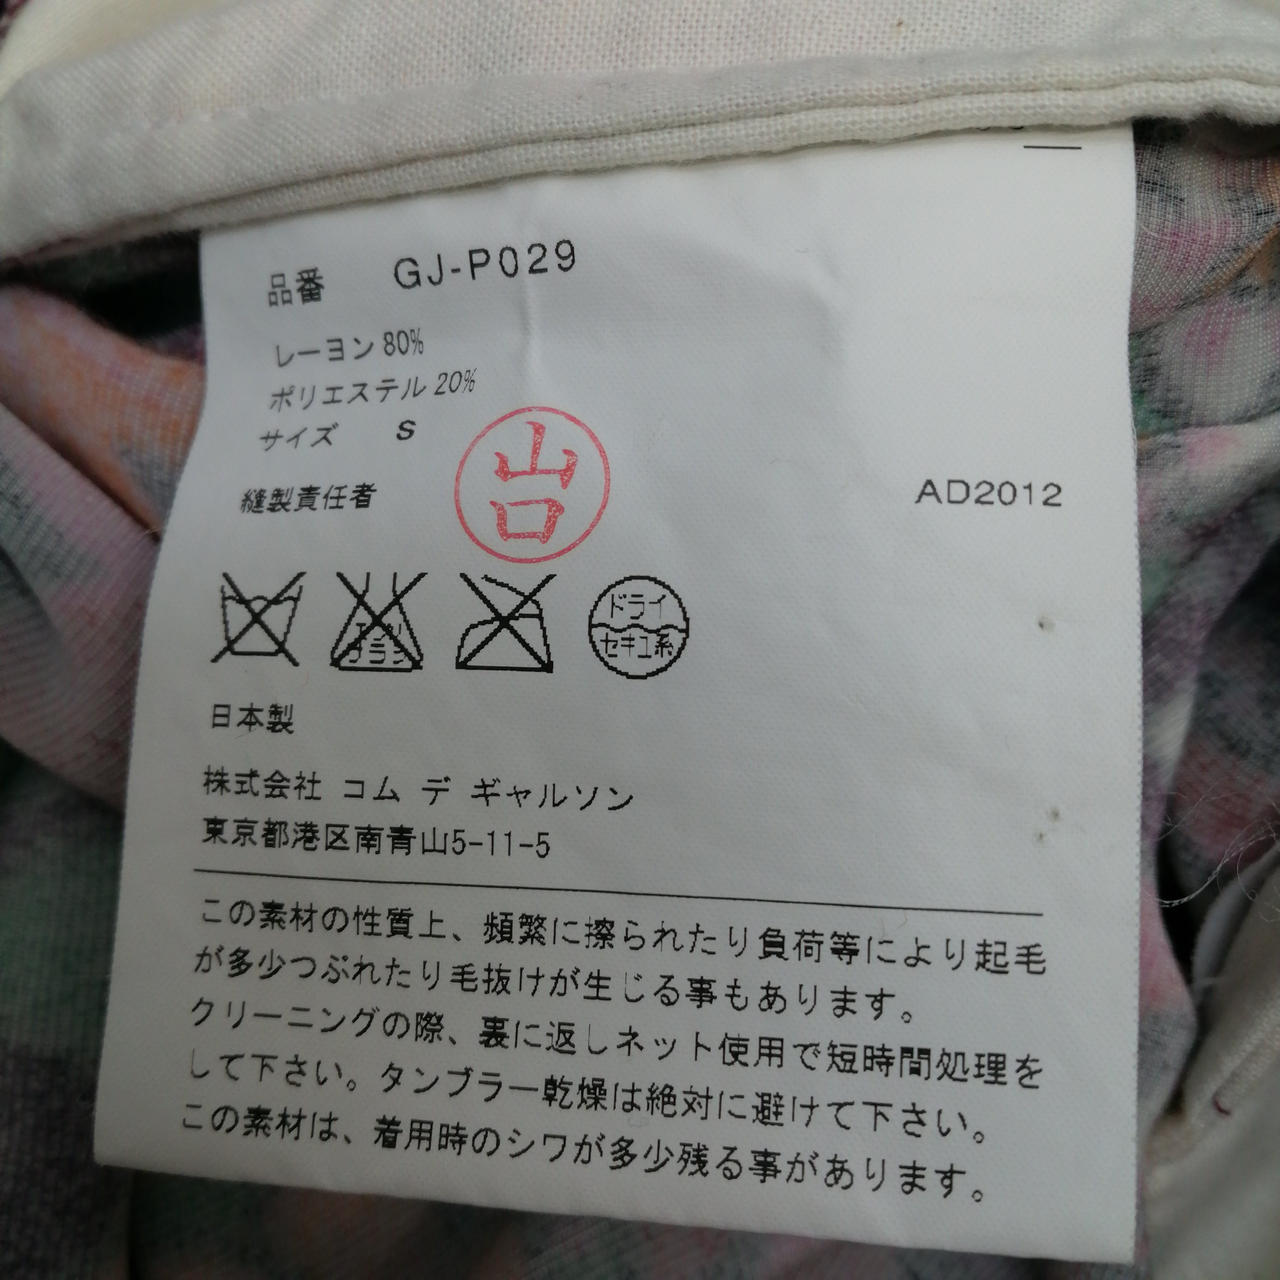 品番 GJ-P029
レーヨン 80%
ポリエステル 20%
サイズ S
縫製責任者 山口
AD2012
ドライ
セキユ系
日本製
株式会社 コム デ ギャルソン
東京都港区南青山5-11-5
この素材の性質上、頻繁に擦られたり負荷等により起毛
が多少つぶれたり毛抜けが生じる事もあります。
クリーニングの際、裏に返しネット使用で短時間処理を
して下さい。タンブラー乾燥は絶対に避けて下さい。
この素材は、着用時のシワが多少残る事があります。